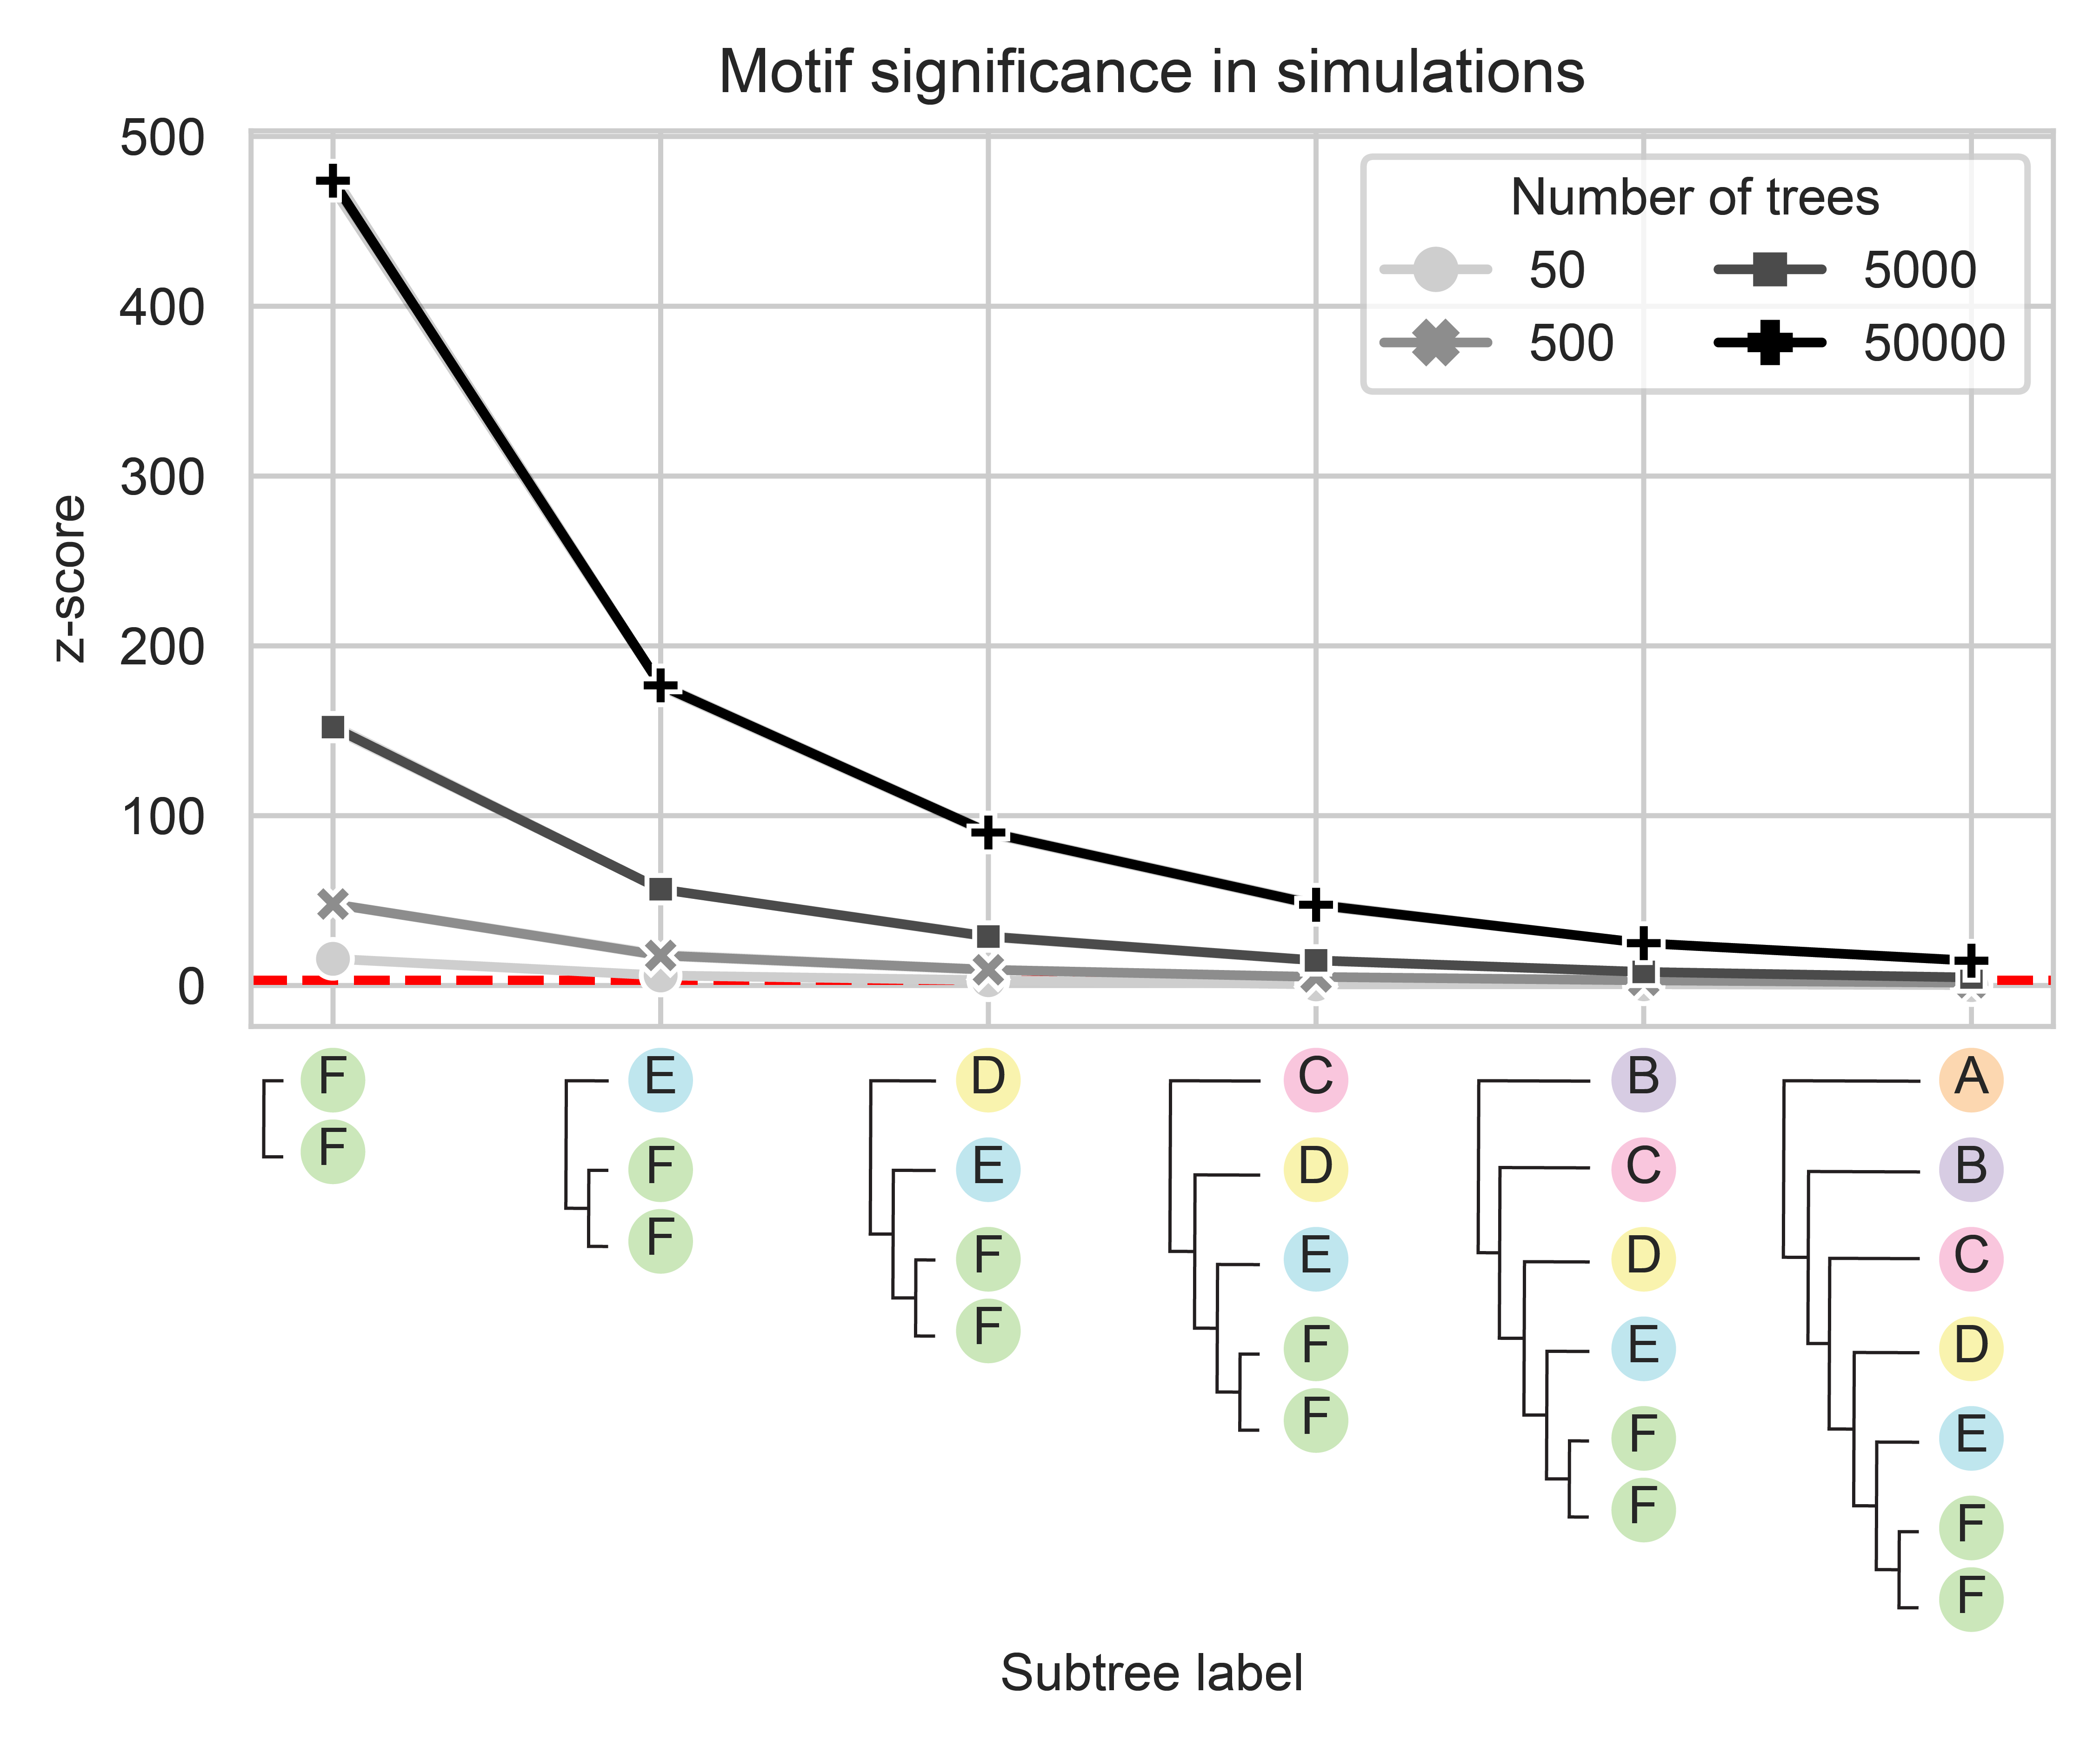 Motif significance in simulations
500
400
300
200
100
0
z-score
Number of trees
50 5000
500 50000
F E D C B A
F F E D C B
F F E D C
F F E D
F F E
F F
F
Subtree label